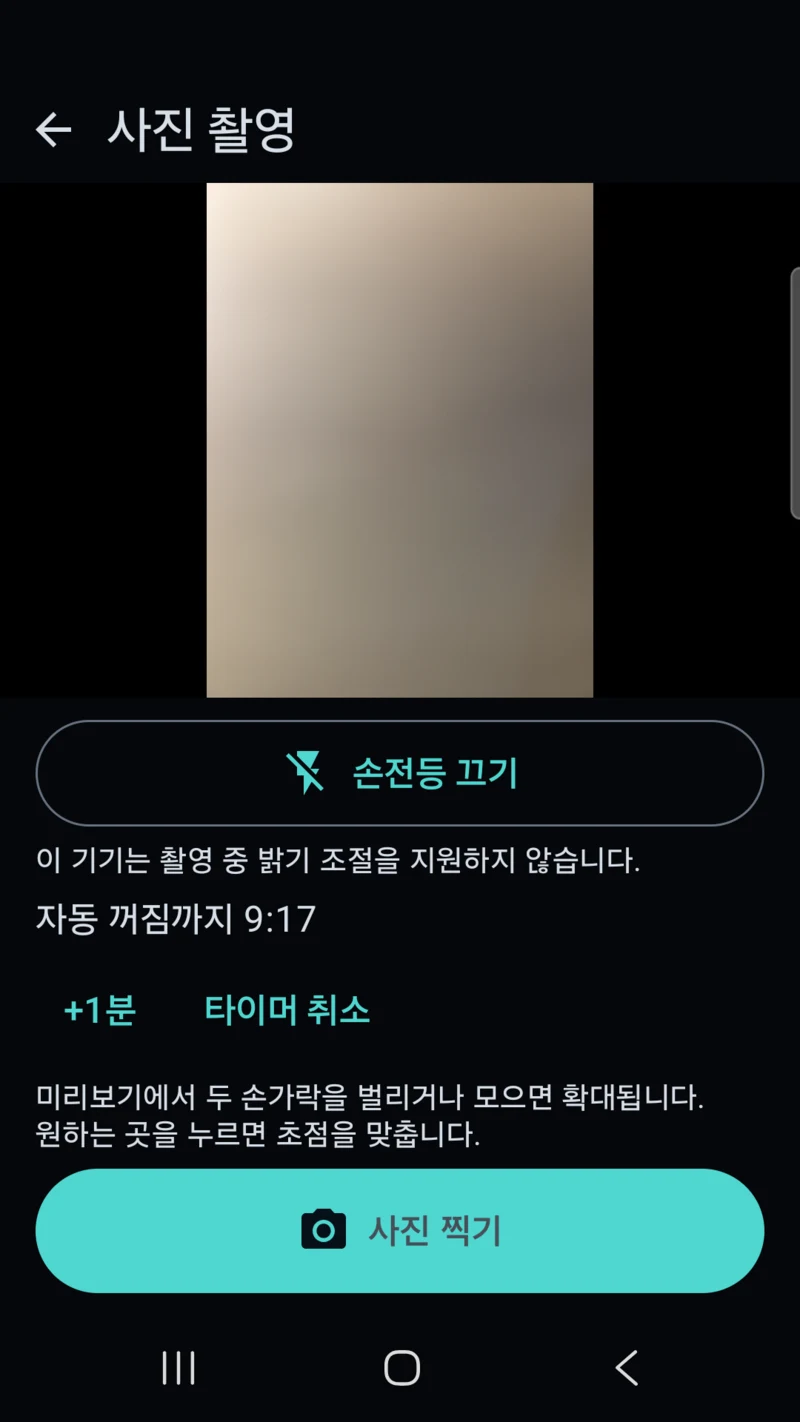 사진 촬영
손전등 끄기
이 기기는 촬영 중 밝기 조절을 지원하지 않습니다.
자동 꺼짐까지 9:17
+1분 타이머 취소
미리보기에서 두 손가락을 벌리거나 모으면 확대됩니다.
원하는 곳을 누르면 초점을 맞춥니다.
사진 찍기